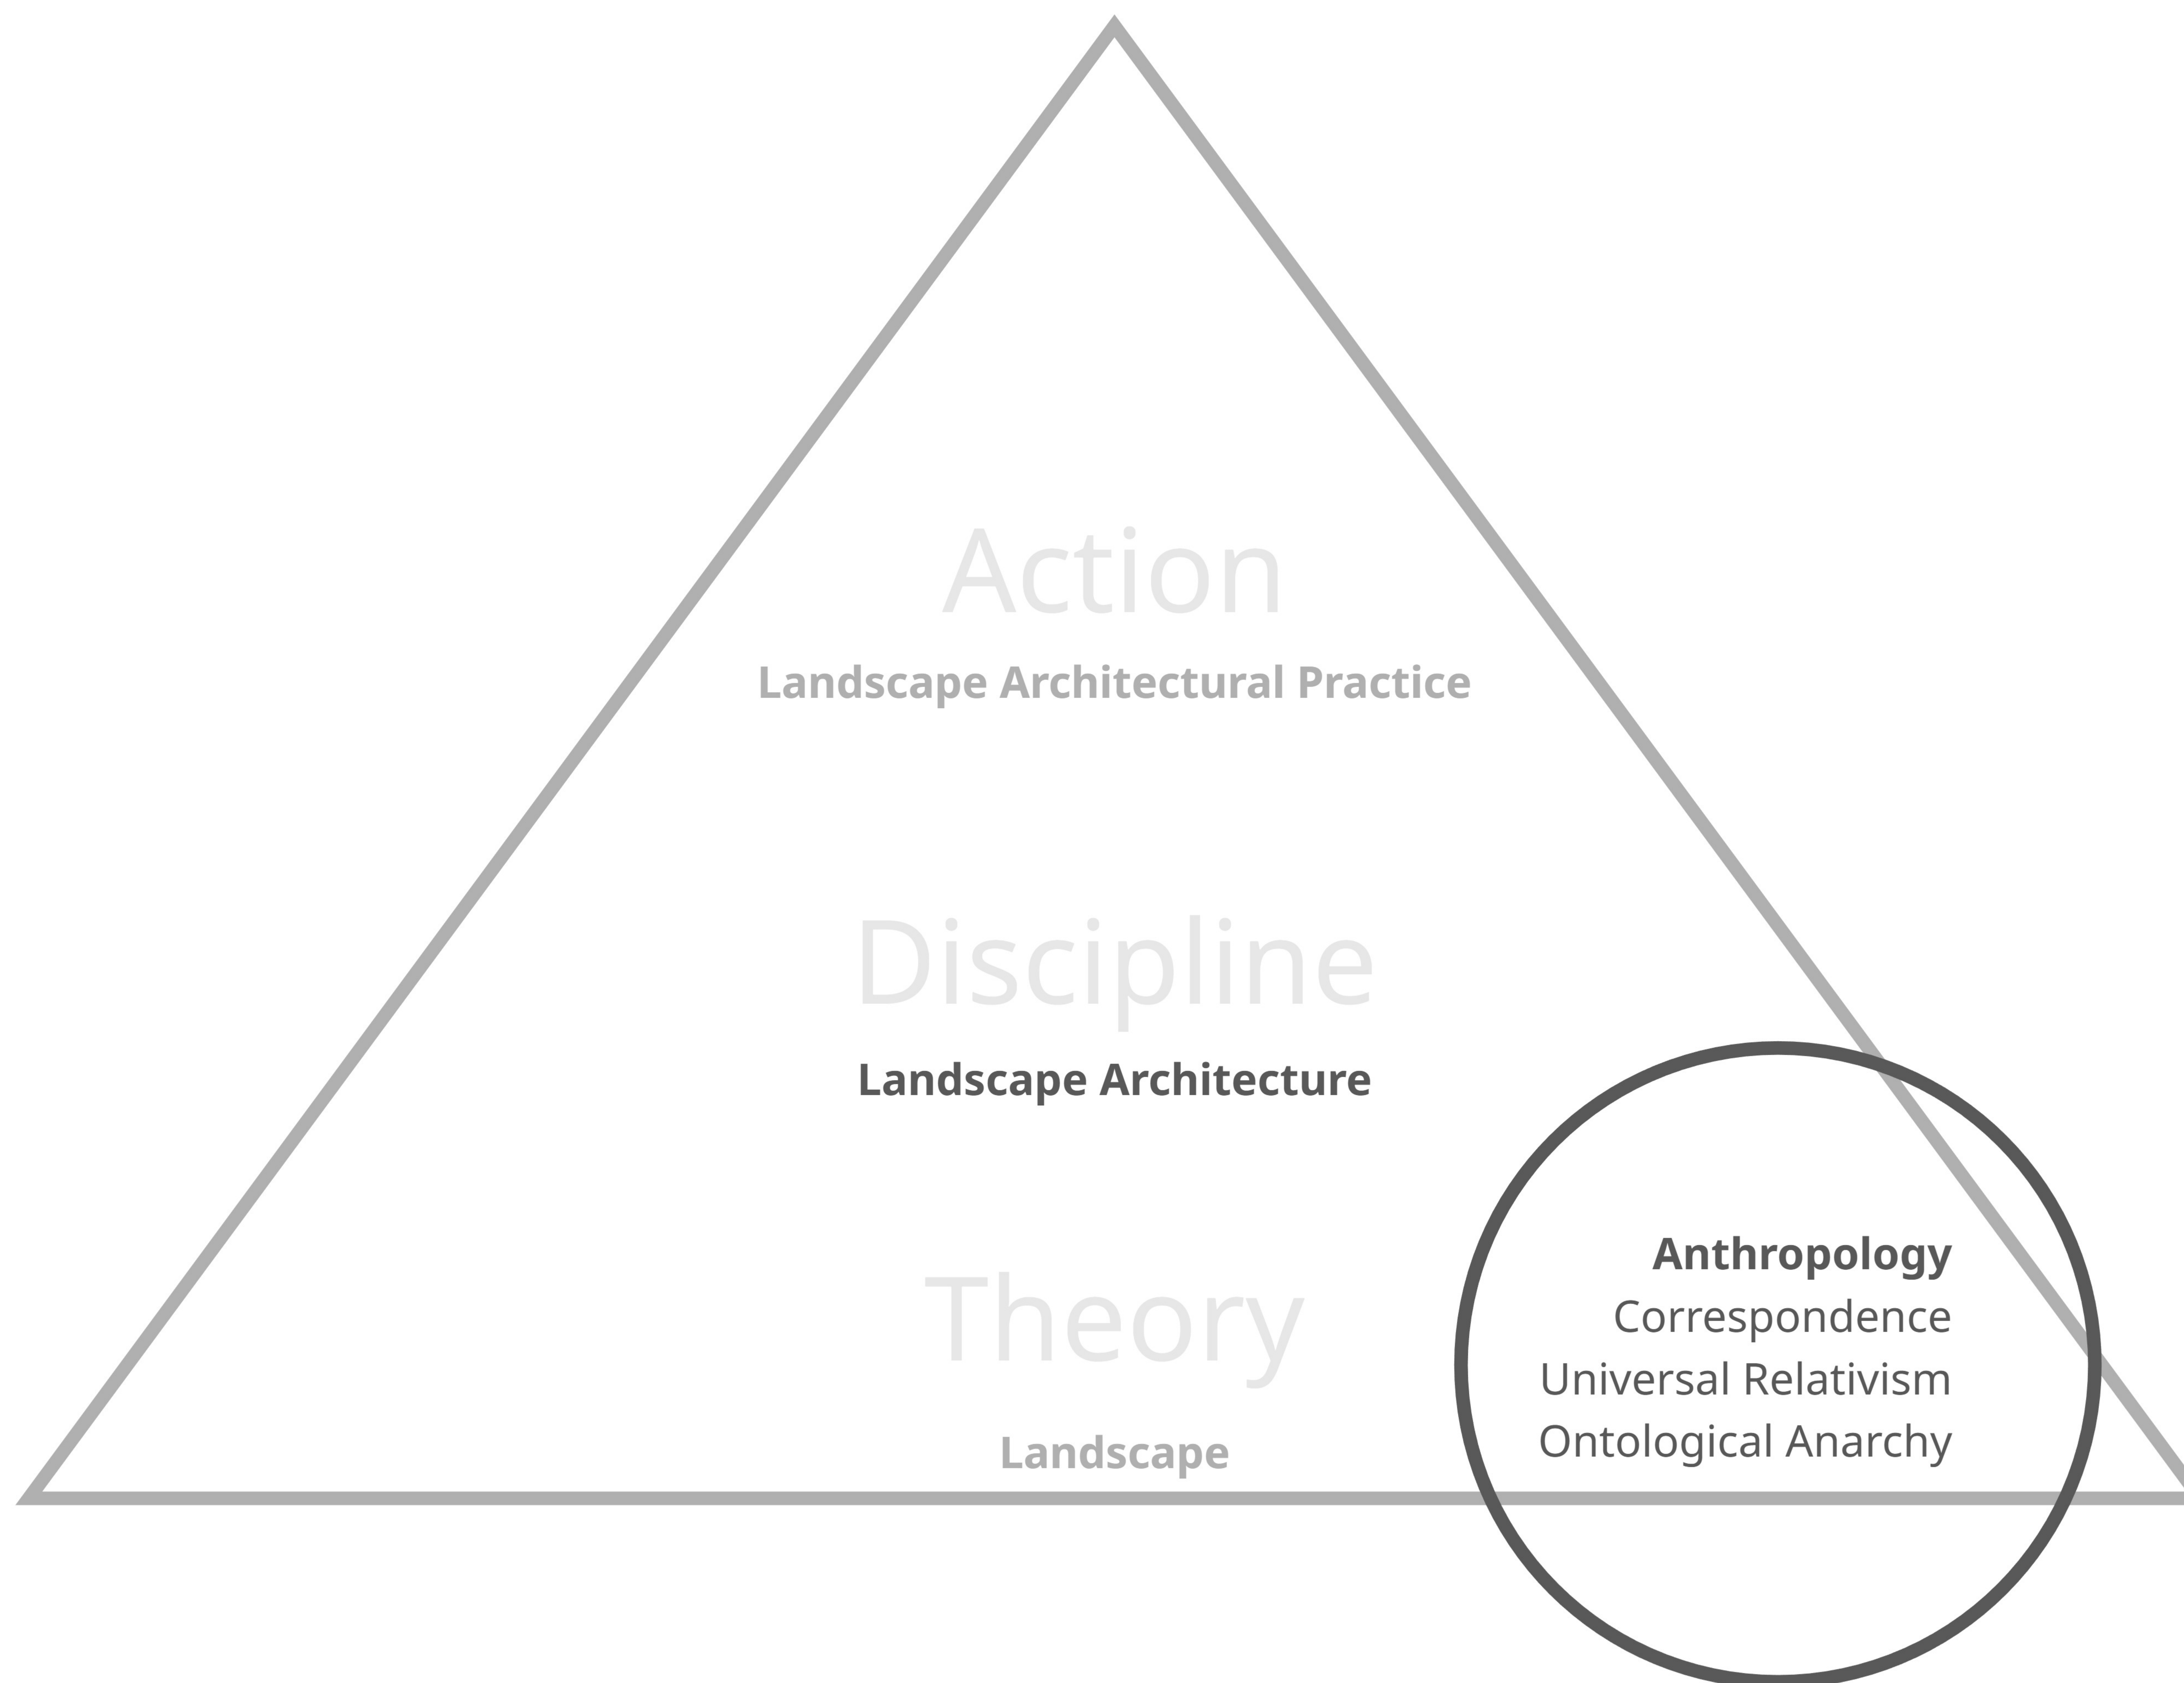 Action
Landscape Architectural Practice
Discipline
Landscape Architecture
Theory
Landscape
Anthropology
Correspondence
Universal Relativism
Ontological Anarchy